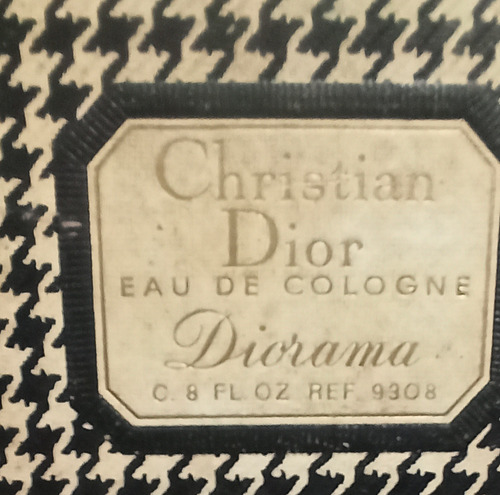 Christian
Dior
EAU DE COLOGNE
Diorama
C. 8 FL. OZ REF. 9308